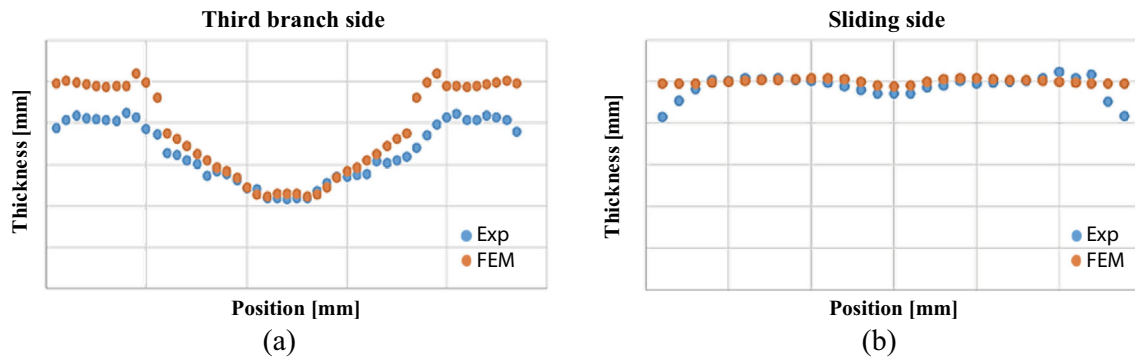 Third branch side
Thickness [mm]
Exp
FEM
Position [mm]
(a)
Sliding side
Thickness [mm]
Exp
FEM
Position [mm]
(b)